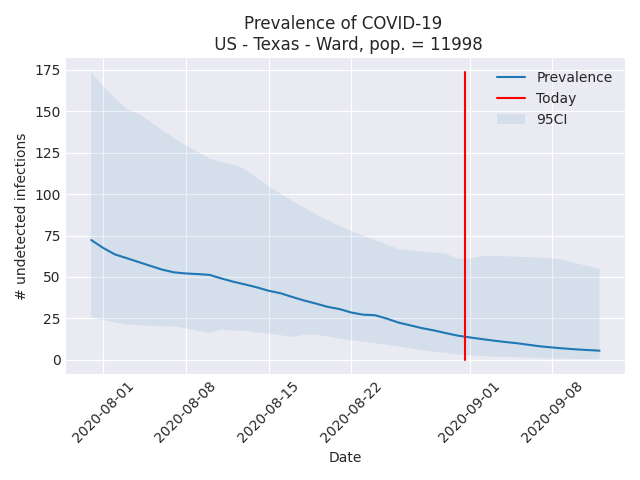 Prevalence of COVID-19
US - Texas - Ward, pop. = 11998
Prevalence
Today
95CI
175
150
125
100
75
50
25
0
# undetected infections
2020-08-01
2020-08-08
2020-08-15
2020-08-22
2020-09-01
2020-09-08
Date